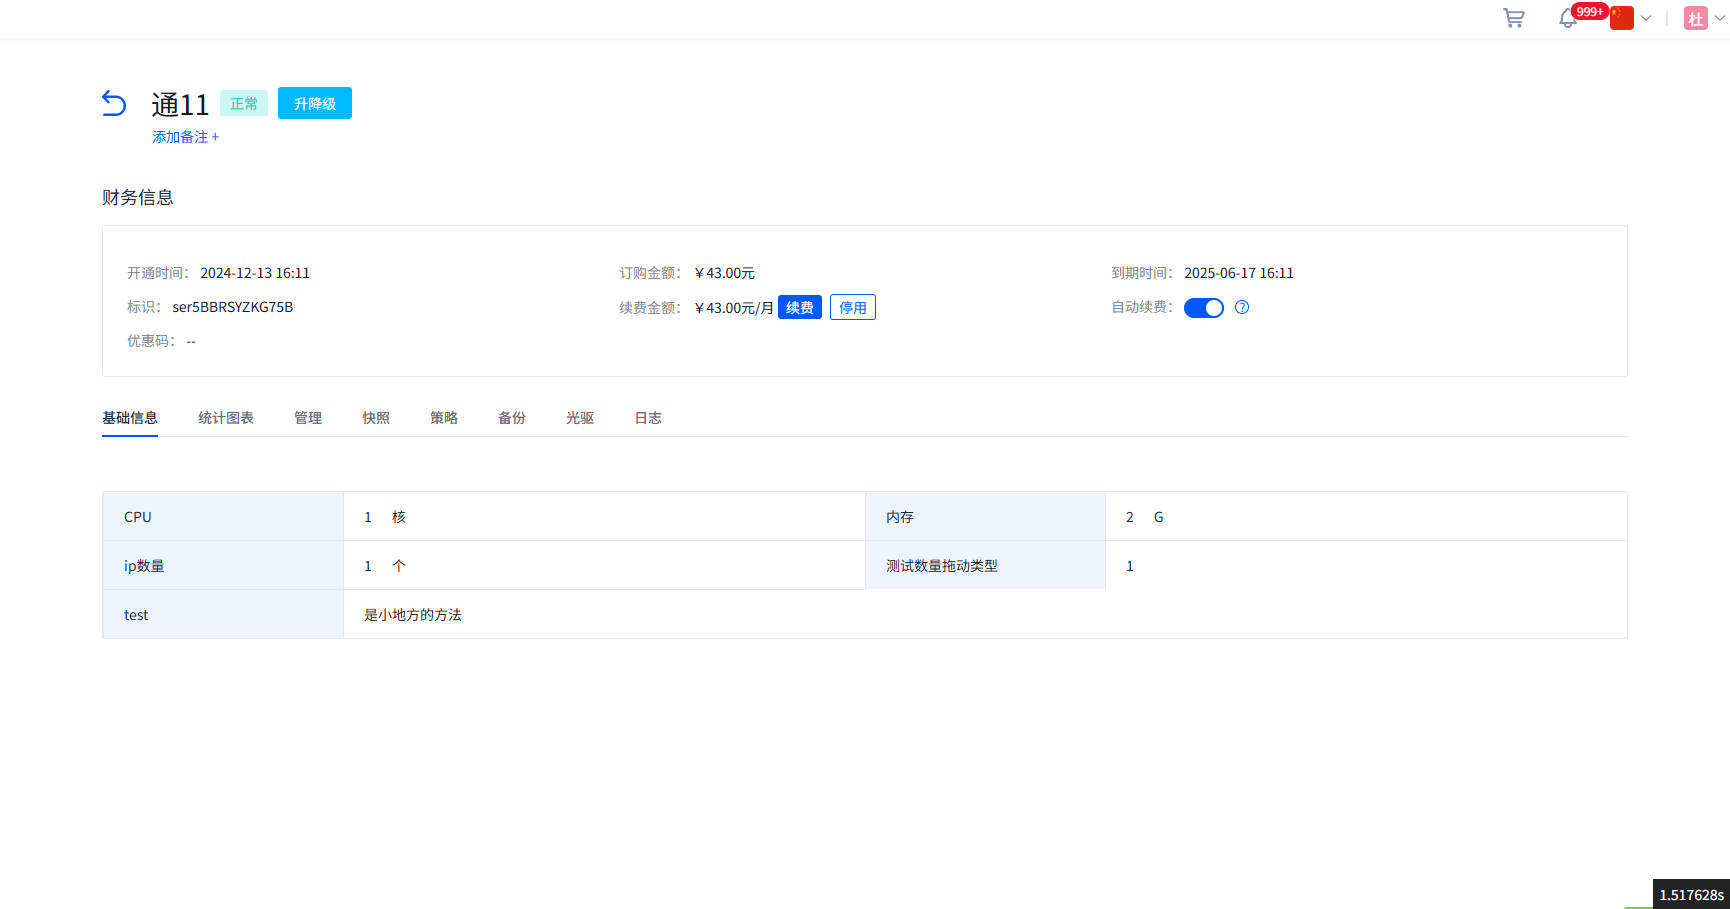 999+
杜
通11 正常 升降级
添加备注 +
财务信息
开通时间： 2024-12-13 16:11 订购金额： ￥43.00元 到期时间： 2025-06-17 16:11
标识： ser5BBRSYZKG75B 续费金额： ￥43.00元/月 续费 停用 自动续费： ?
优惠码： --
基础信息 统计图表 管理 快照 策略 备份 光驱 日志
CPU 1 核 内存 2 G
ip数量 1 个 测试数量拖动类型 1
test 是小地方的方法
1.517628s